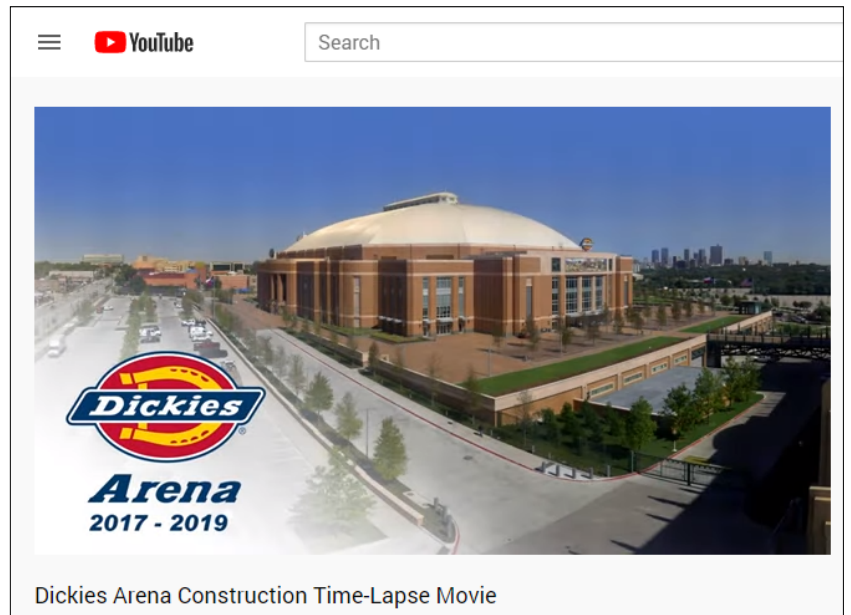 YouTube
Search
Dickies
®
Arena
2017 - 2019
Dickies Arena Construction Time-Lapse Movie